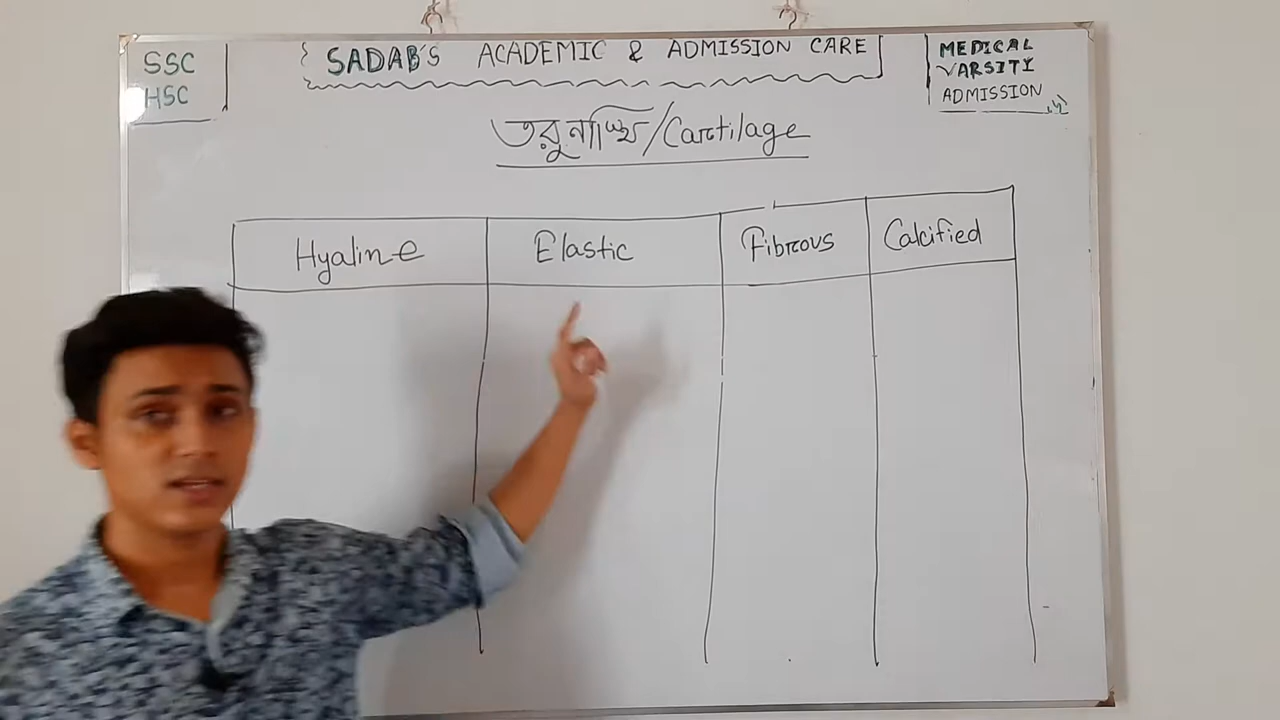 SSC
HSC
SADAB'S ACADEMIC & ADMISSION CARE
MEDICAL
VARSITY
ADMISSION
তরুনাস্থি/Cartilage
Hyaline Elastic Fibrous Calcified